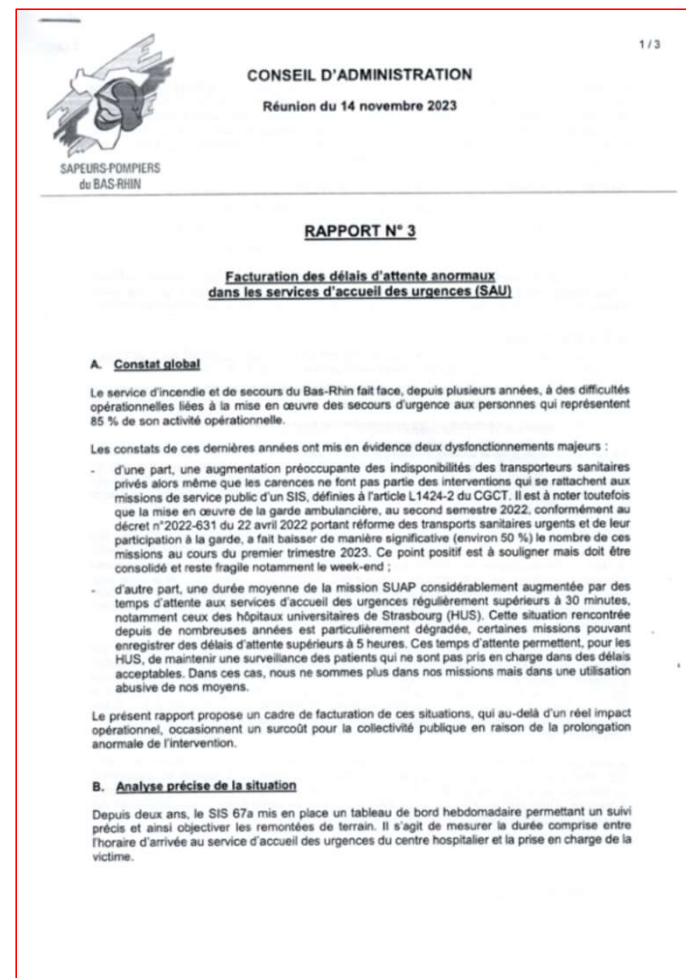 1 / 3
CONSEIL D'ADMINISTRATION
Réunion du 14 novembre 2023
SAPEURS-POMPIERS
du BAS-RHIN
RAPPORT N° 3
Facturation des délais d'attente anormaux
dans les services d'accueil des urgences (SAU)
A. Constat global
Le service d'incendie et de secours du Bas-Rhin fait face, depuis plusieurs années, à des difficultés
opérationnelles liées à la mise en œuvre des secours d'urgence aux personnes qui représentent
85 % de son activité opérationnelle.
Les constats de ces dernières années ont mis en évidence deux dysfonctionnements majeurs :
- d'une part, une augmentation préoccupante des indisponibilités des transporteurs sanitaires
privés alors même que les carences ne font pas partie des interventions qui se rattachent aux
missions de service public d'un SIS, définies à l'article L1424-2 du CGCT. Il est à noter toutefois
que la mise en œuvre de la garde ambulancière, au second semestre 2022, conformément au
décret n°2022-631 du 22 avril 2022 portant réforme des transports sanitaires urgents et de leur
participation à la garde, a fait baisser de manière significative (environ 50 %) le nombre de ces
missions au cours du premier trimestre 2023. Ce point positif est à souligner mais doit être
consolidé et reste fragile notamment le week-end ;
- d'autre part, une durée moyenne de la mission SUAP considérablement augmentée par des
temps d'attente aux services d'accueil des urgences régulièrement supérieurs à 30 minutes,
notamment ceux des hôpitaux universitaires de Strasbourg (HUS). Cette situation rencontrée
depuis de nombreuses années est particulièrement dégradée, certaines missions pouvant
enregistrer des délais d'attente supérieurs à 5 heures. Ces temps d'attente permettent, pour les
HUS, de maintenir une surveillance des patients qui ne sont pas pris en charge dans des délais
acceptables. Dans ces cas, nous ne sommes plus dans nos missions mais dans une utilisation
abusive de nos moyens.
Le présent rapport propose un cadre de facturation de ces situations, qui au-delà d'un réel impact
opérationnel, occasionnent un surcoût pour la collectivité publique en raison de la prolongation
anormale de l'intervention.
B. Analyse précise de la situation
Depuis deux ans, le SIS 67a mis en place un tableau de bord hebdomadaire permettant un suivi
précis et ainsi objectiver les remontées de terrain. Il s'agit de mesurer la durée comprise entre
l'horaire d'arrivée au service d'accueil des urgences du centre hospitalier et la prise en charge de la
victime.